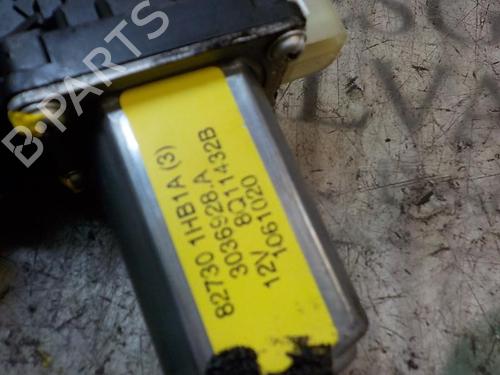 B-PARTS
82730 1HB1A (3)
3036928 A
12V 8Q11432B
1061020